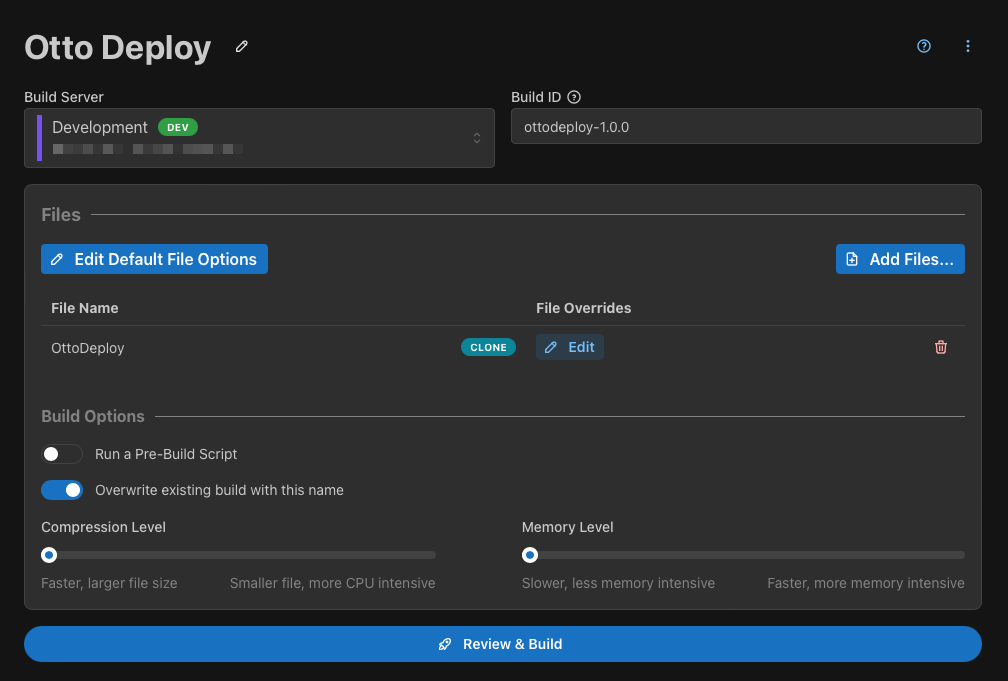 Otto Deploy
Build Server
Build ID
Development DEV
ottodeploy-1.0.0
Files
Edit Default File Options
Add Files...
File Name
File Overrides
OttoDeploy
CLONE
Edit
Build Options
Run a Pre-Build Script
Overwrite existing build with this name
Compression Level
Memory Level
Faster, larger file size
Smaller file, more CPU intensive
Slower, less memory intensive
Faster, more memory intensive
Review & Build